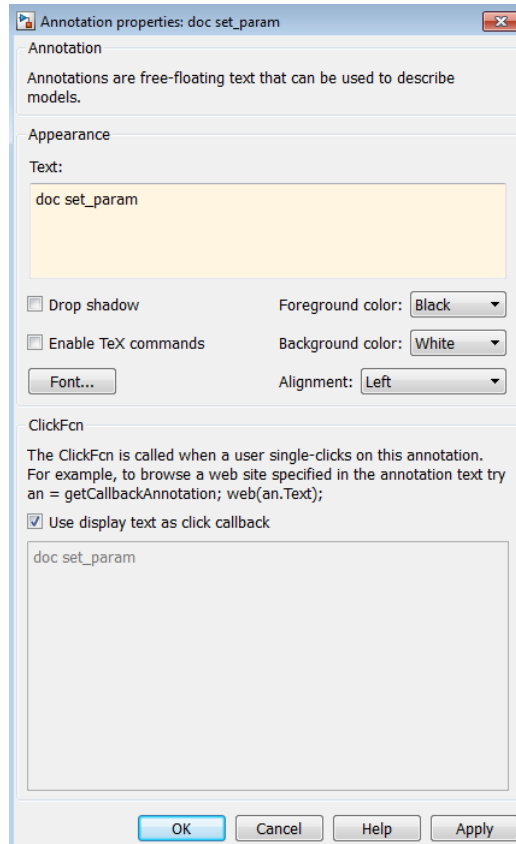 Annotation properties: doc set_param
Annotation
Annotations are free-floating text that can be used to describe
models.
Appearance
Text:
doc set_param
Drop shadow
Foreground color: Black
Enable TeX commands
Background color: White
Font...
Alignment: Left
ClickFcn
The ClickFcn is called when a user single-clicks on this annotation.
For example, to browse a web site specified in the annotation text try
an = getCallbackAnnotation; web(an.Text);
Use display text as click callback
doc set_param
OK Cancel Help Apply